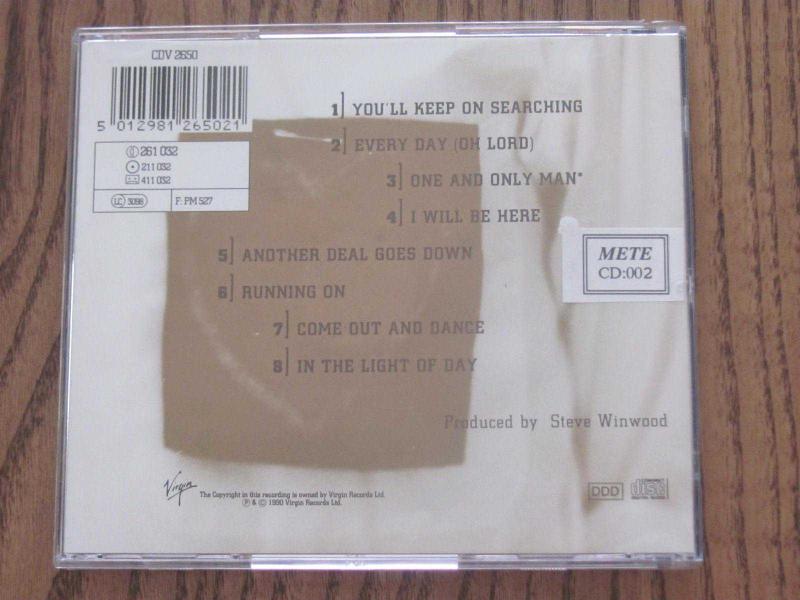 CDV 2650
5 012981 265021
261 032
211 032
411 032
LC 3098
F: PM 527
1] YOU'LL KEEP ON SEARCHING
2] EVERY DAY (OH LORD)
3] ONE AND ONLY MAN*
4] I WILL BE HERE
5] ANOTHER DEAL GOES DOWN
6] RUNNING ON
7] COME OUT AND DANCE
8] IN THE LIGHT OF DAY
METE
CD:002
Produced by Steve Winwood
Virgin
The Copyright in this recording is owned by Virgin Records Ltd.
℗ & © 1990 Virgin Records Ltd.
DDD
disc
DIGITAL AUDIO